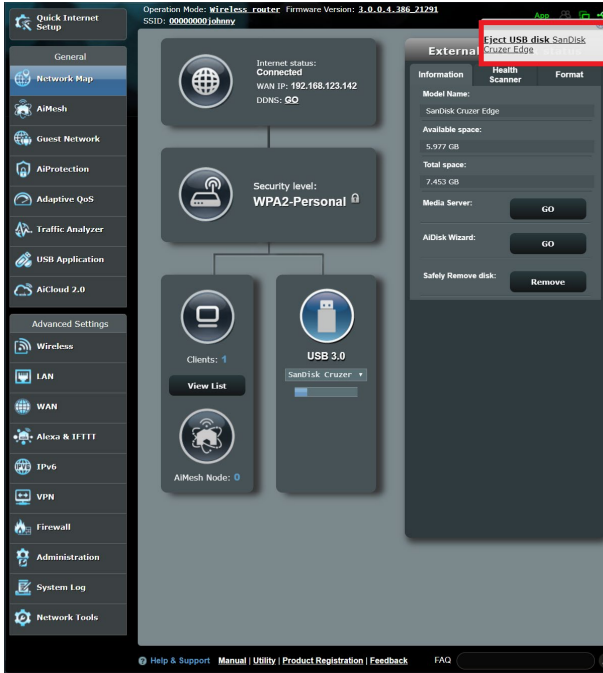 Quick Internet
Setup
General
Network Map
AiMesh
Guest Network
AiProtection
Adaptive QoS
Traffic Analyzer
USB Application
AiCloud 2.0
Advanced Settings
Wireless
LAN
WAN
Alexa & IFTTT
IPv6
VPN
Firewall
Administration
System Log
Network Tools
Operation Mode: Wireless router Firmware Version: 3.0.0.4.386_21291
SSID: 00000000 johnny
App
Internet status:
Connected
WAN IP: 192.168.123.142
DDNS: GO
Security level:
WPA2-Personal
Clients: 1
View List
AiMesh Node: 0
USB 3.0
SanDisk Cruzer
Eject USB disk SanDisk
Cruzer Edge
External
Information
Health
Scanner
Format
Model Name:
SanDisk Cruzer Edge
Available space:
5.977 GB
Total space:
7.453 GB
Media Server:
GO
AiDisk Wizard:
GO
Safely Remove disk:
Remove
Help & Support Manual | Utility | Product Registration | Feedback FAQ